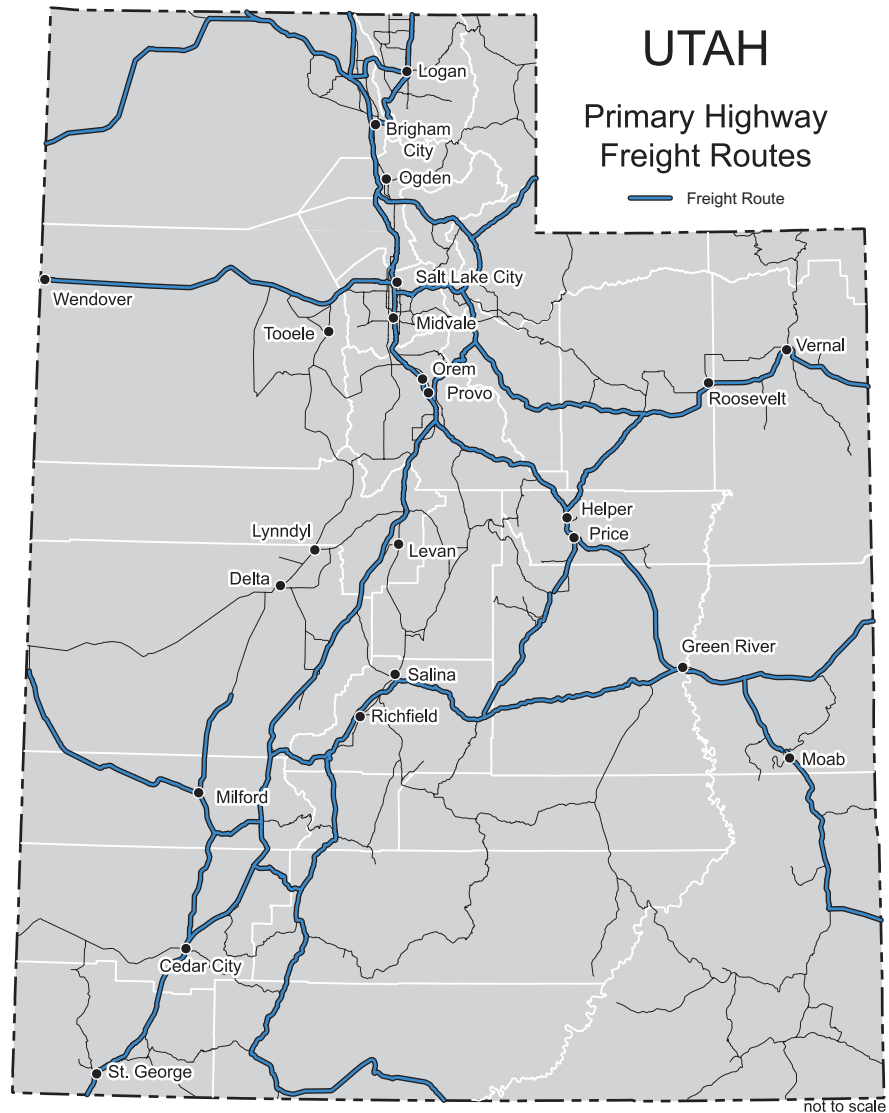 UTAH
Primary Highway
Freight Routes
Freight Route
Logan
Brigham
City
Ogden
Salt Lake City
Wendover
Tooele
Midvale
Vernal
Orem
Provo
Roosevelt
Helper
Lynndyl
Price
Levan
Delta
Green River
Salina
Richfield
Moab
Milford
Cedar City
St. George
not to scale